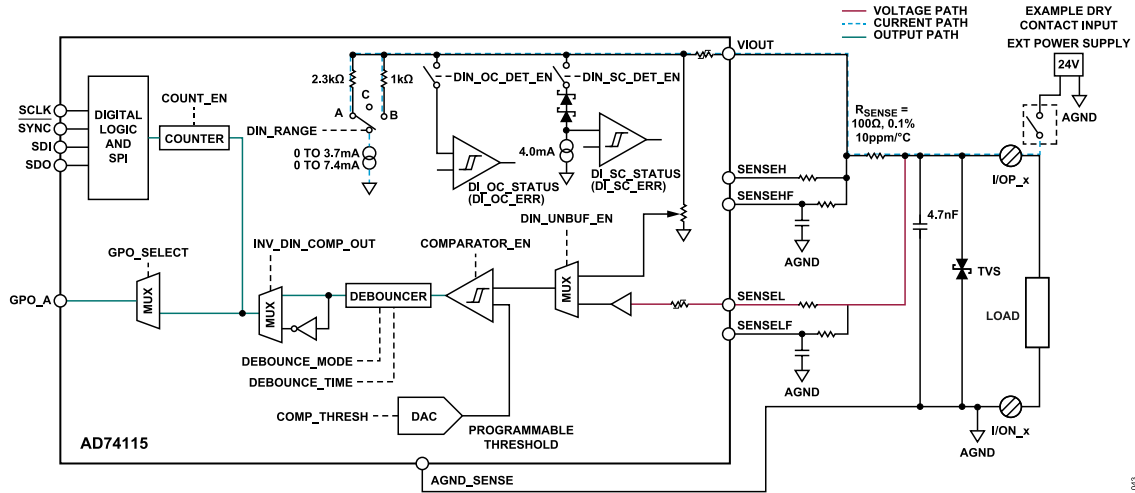 VOLTAGE PATH
CURRENT PATH
OUTPUT PATH
EXAMPLE DRY
CONTACT INPUT
EXT POWER SUPPLY
24V
AGND
VIOUT
2.3kΩ
1kΩ
DIN_OC_DET_EN
DIN_SC_DET_EN
C
A
B
SCLK
SYNC
SDI
SDO
DIGITAL
LOGIC
AND
SPI
COUNT_EN
COUNTER
DIN_RANGE
0 TO 3.7mA
0 TO 7.4mA
4.0mA
DI_OC_STATUS
(DI_OC_ERR)
DI_SC_STATUS
(DI_SC_ERR)
RSENSE =
100Ω, 0.1%
10ppm/°C
I/OP_x
SENSEH
SENSEHF
AGND
4.7nF
TVS
LOAD
DIN_UNBUF_EN
COMPARATOR_EN
INV_DIN_COMP_OUT
GPO_SELECT
GPO_A
MUX
MUX
DEBOUNCER
MUX
SENSEL
SENSELF
AGND
DEBOUNCE_MODE
DEBOUNCE_TIME
COMP_THRESH
DAC
PROGRAMMABLE
THRESHOLD
AD74115
AGND_SENSE
AGND
I/ON_x
043